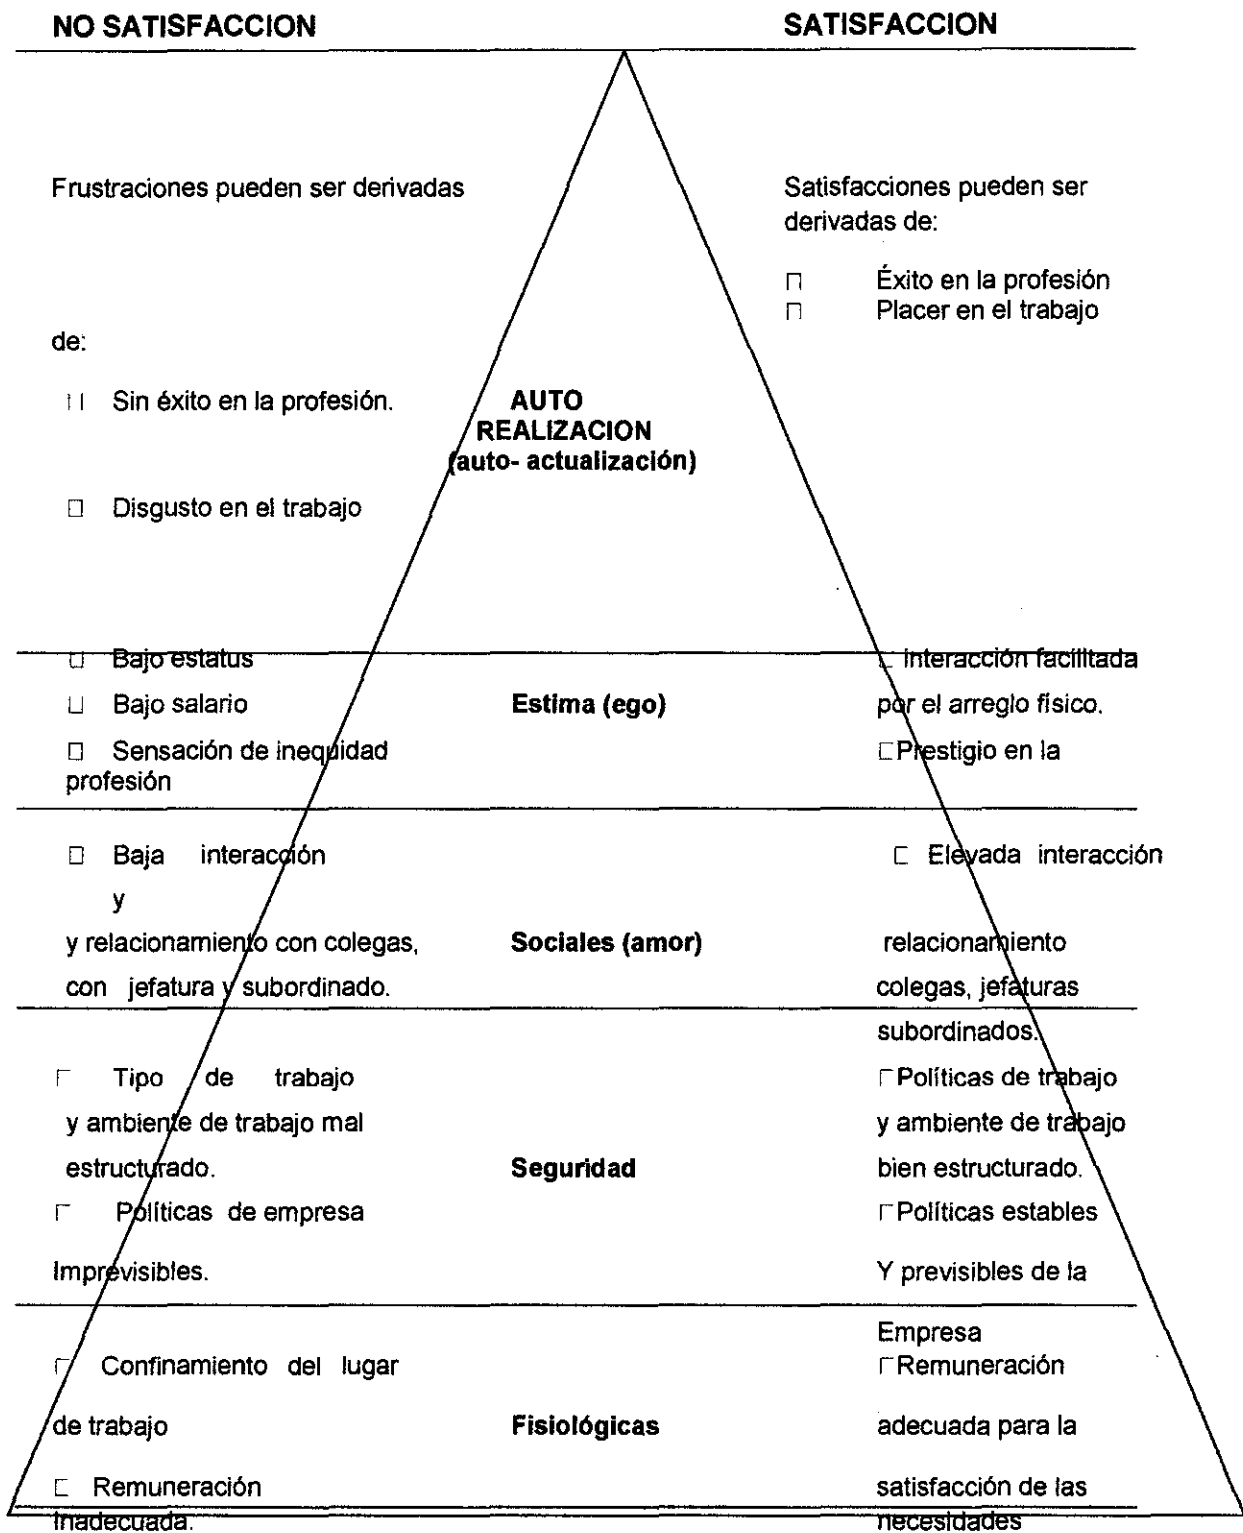 NO SATISFACCION
SATISFACCION
Frustraciones pueden ser derivadas
Satisfacciones pueden ser
derivadas de:
Éxito en la profesión
Placer en el trabajo
de:
Sin éxito en la profesión.
AUTO
REALIZACION
(auto- actualización)
Disgusto en el trabajo
Bajo estatus
Interacción facilitada
Bajo salario
Estima (ego)
por el arreglo físico.
Sensación de inequidad
Prestigio en la
profesión
Baja interacción
Elevada interacción
y
y relacionamiento con colegas,
Sociales (amor)
relacionamiento
con jefatura y subordinado.
colegas, jefaturas
subordinados.
Tipo de trabajo
Políticas de trabajo
y ambiente de trabajo mal
y ambiente de trabajo
estructurado.
Seguridad
bien estructurado.
Políticas de empresa
Políticas estables
Imprevisibles.
Y previsibles de la
Empresa
Confinamiento del lugar
Remuneración
de trabajo
Fisiológicas
adecuada para la
Remuneración
satisfacción de las
Inadecuada.
necesidades